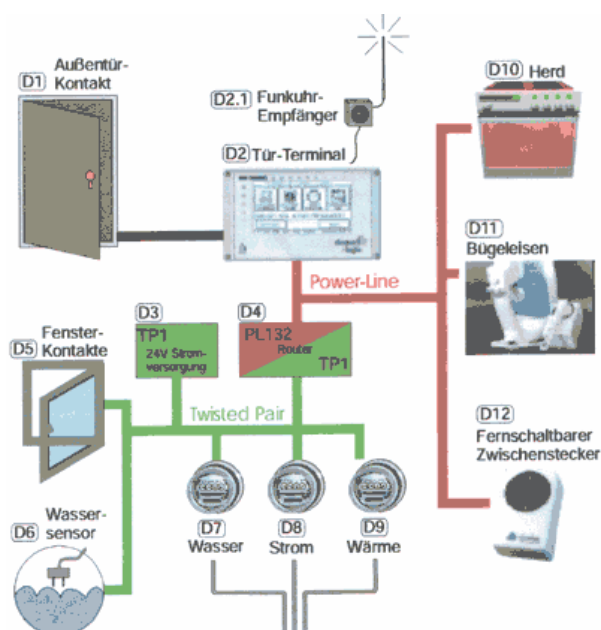 D1 Außentür-
Kontakt
D2.1 Funkuhr-
Empfänger
D2 Tür-Terminal
D10 Herd
D11
Bügeleisen
Power-Line
D3
TP1
24V Strom-
versorgung
D4
PL132
Router
TP1
D5 Fenster-
Kontakte
Twisted Pair
D12
Fernschaltbarer
Zwischenstecker
D6 Wasser-
sensor
D7
Wasser
D8
Strom
D9
Wärme